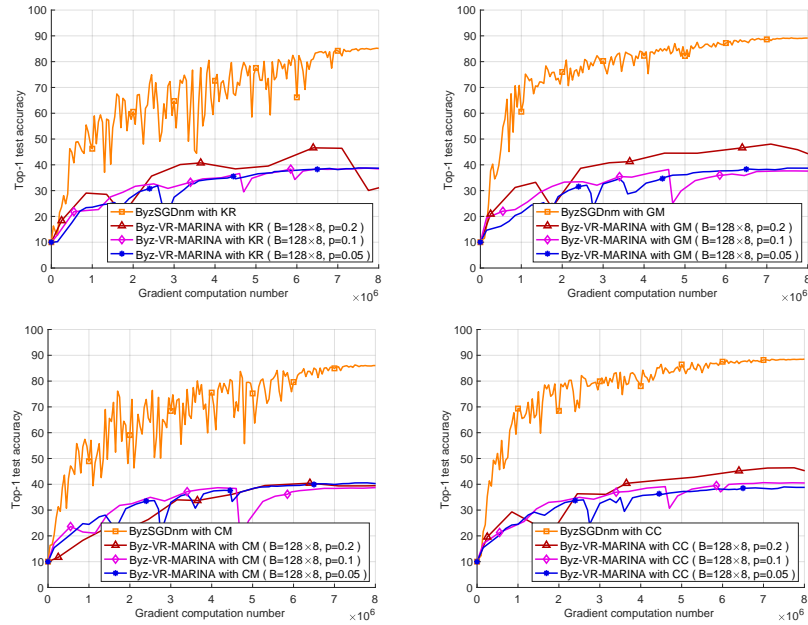 100
90
80
70
60
50
40
30
20
10
0
Top-1 test accuracy
ByzSGDnm with KR
Byz-VR-MARINA with KR ( B=128×8, p=0.2 )
Byz-VR-MARINA with KR ( B=128×8, p=0.1 )
Byz-VR-MARINA with KR ( B=128×8, p=0.05 )
0 1 2 3 4 5 6 7 8
Gradient computation number
×10^6
100
90
80
70
60
50
40
30
20
10
0
Top-1 test accuracy
ByzSGDnm with GM
Byz-VR-MARINA with GM ( B=128×8, p=0.2 )
Byz-VR-MARINA with GM ( B=128×8, p=0.1 )
Byz-VR-MARINA with GM ( B=128×8, p=0.05 )
0 1 2 3 4 5 6 7 8
Gradient computation number
×10^6
100
90
80
70
60
50
40
30
20
10
0
Top-1 test accuracy
ByzSGDnm with CM
Byz-VR-MARINA with CM ( B=128×8, p=0.2 )
Byz-VR-MARINA with CM ( B=128×8, p=0.1 )
Byz-VR-MARINA with CM ( B=128×8, p=0.05 )
0 1 2 3 4 5 6 7 8
Gradient computation number
×10^6
100
90
80
70
60
50
40
30
20
10
0
Top-1 test accuracy
ByzSGDnm with CC
Byz-VR-MARINA with CC ( B=128×8, p=0.2 )
Byz-VR-MARINA with CC ( B=128×8, p=0.1 )
Byz-VR-MARINA with CC ( B=128×8, p=0.05 )
0 1 2 3 4 5 6 7 8
Gradient computation number
×10^6